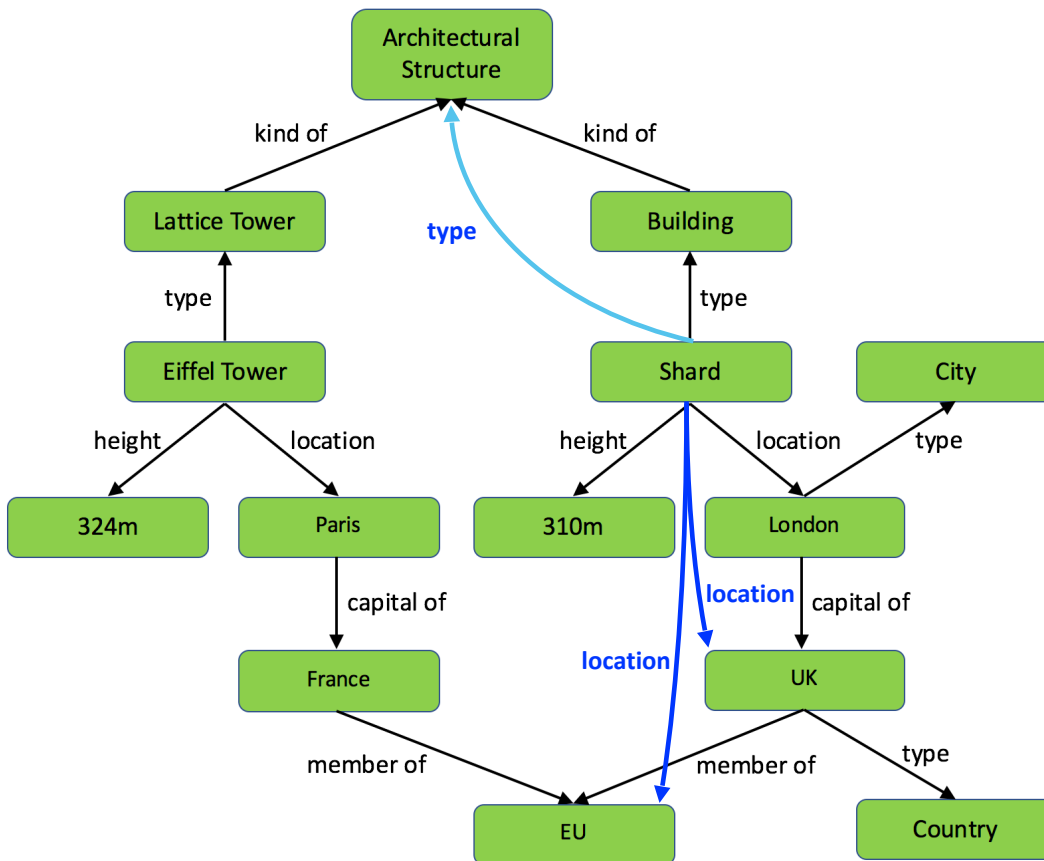 Architectural
Structure
kind of
kind of
Lattice Tower
Building
type
type
type
Eiffel Tower
Shard
City
height
location
height
location
type
324m
Paris
310m
London
capital of
location
capital of
location
France
UK
member of
member of
type
EU
Country